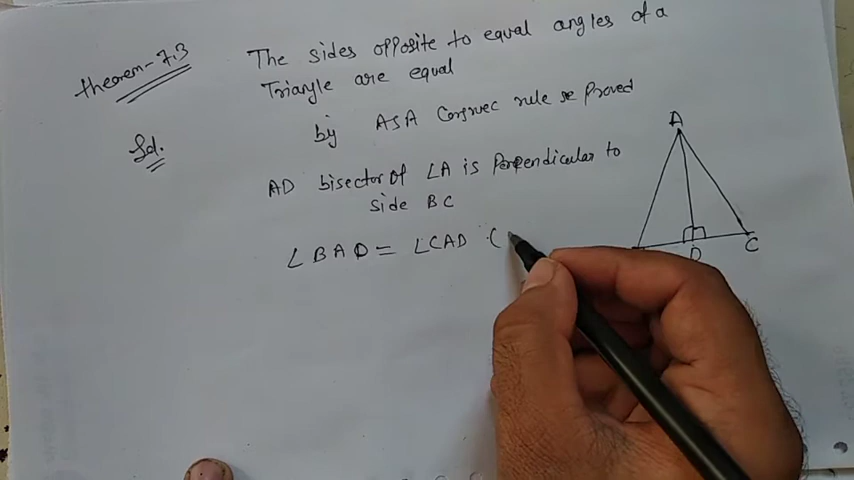 theorem-7.3
The sides opposite to equal angles of a
Triangle are equal
Sol.
by ASA Congruec rule se Proved
AD bisector of ∠A is Perpendicular to
side BC
∠BAD = ∠CAD (
A
D
C